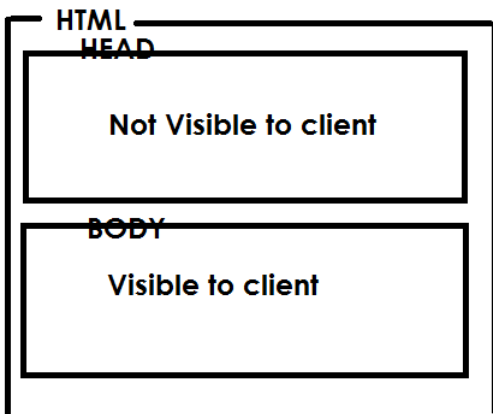 HTML
HEAD
Not Visible to client
BODY
Visible to client